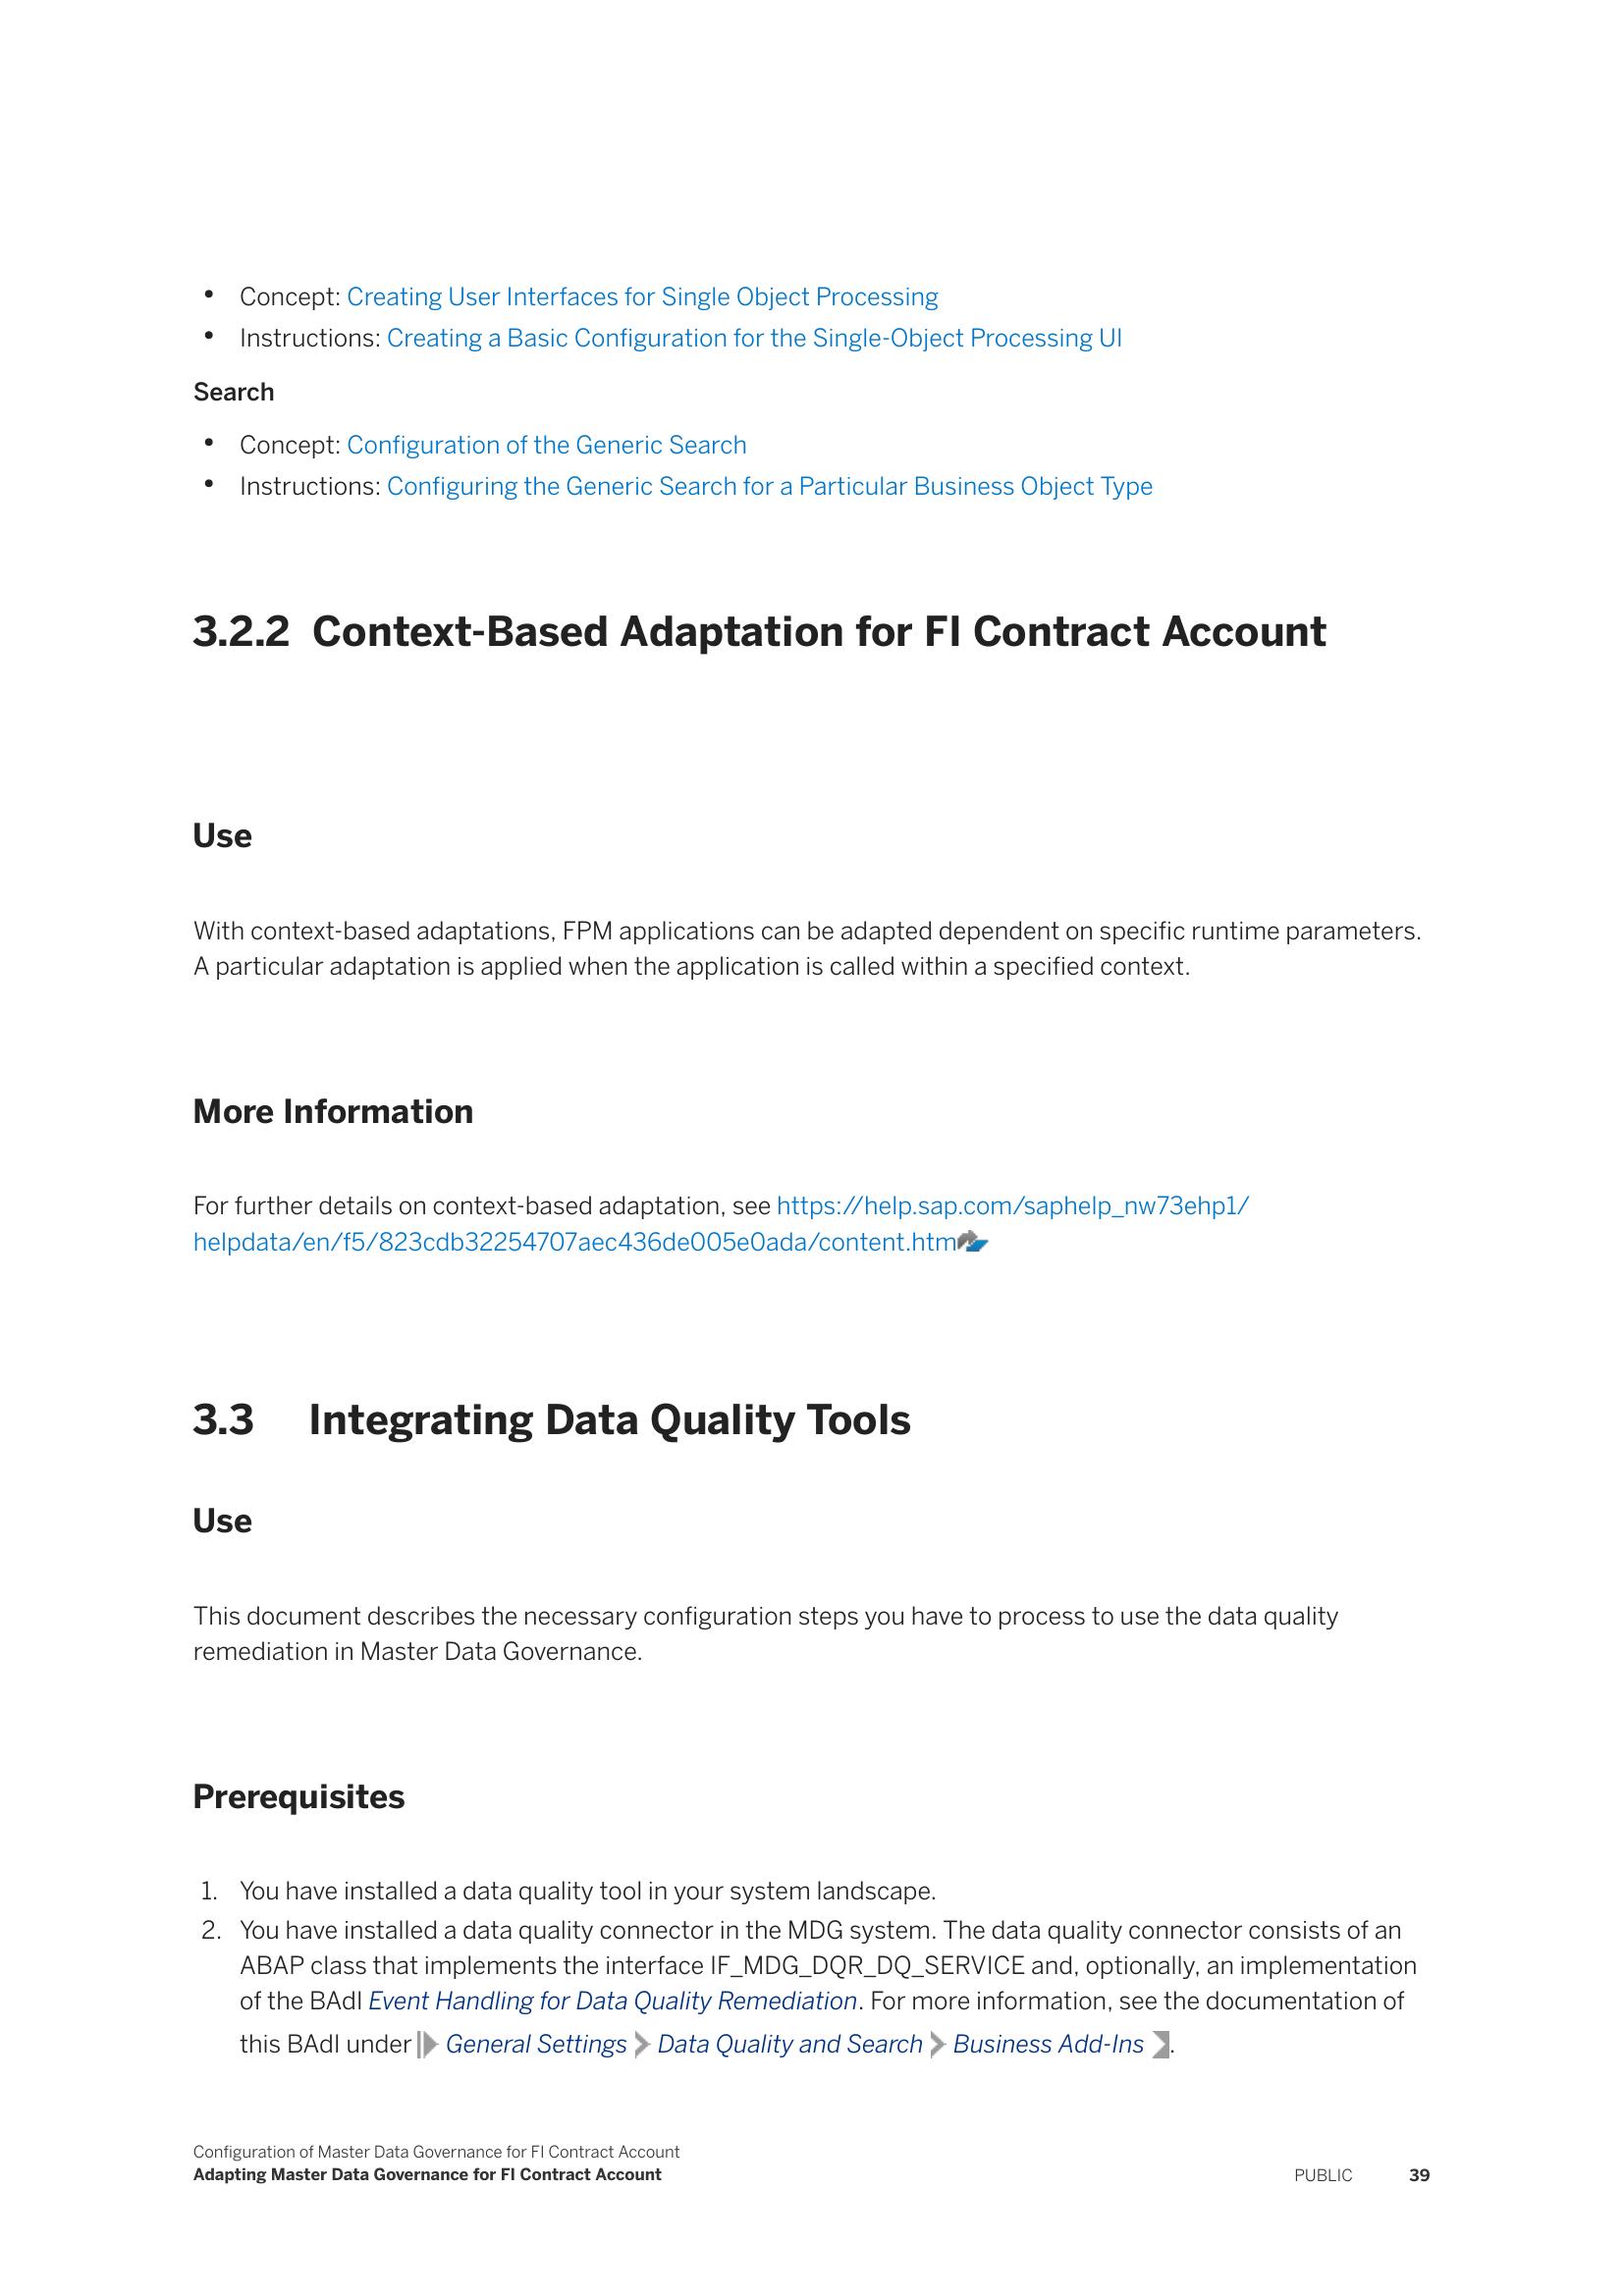 • Concept: Creating User Interfaces for Single Object Processing
• Instructions: Creating a Basic Configuration for the Single-Object Processing UI
Search
• Concept: Configuration of the Generic Search
• Instructions: Configuring the Generic Search for a Particular Business Object Type
3.2.2 Context-Based Adaptation for FI Contract Account
Use
With context-based adaptations, FPM applications can be adapted dependent on specific runtime parameters.
A particular adaptation is applied when the application is called within a specified context.
More Information
For further details on context-based adaptation, see https://help.sap.com/saphelp_nw73ehp1/
helpdata/en/f5/823cdb32254707aec436de005e0ada/content.htm
3.3 Integrating Data Quality Tools
Use
This document describes the necessary configuration steps you have to process to use the data quality
remediation in Master Data Governance.
Prerequisites
1. You have installed a data quality tool in your system landscape.
2. You have installed a data quality connector in the MDG system. The data quality connector consists of an
ABAP class that implements the interface IF_MDG_DQR_DQ_SERVICE and, optionally, an implementation
of the BAdI Event Handling for Data Quality Remediation. For more information, see the documentation of
this BAdI under General Settings Data Quality and Search Business Add-Ins .
Configuration of Master Data Governance for FI Contract Account
Adapting Master Data Governance for FI Contract Account
PUBLIC 39